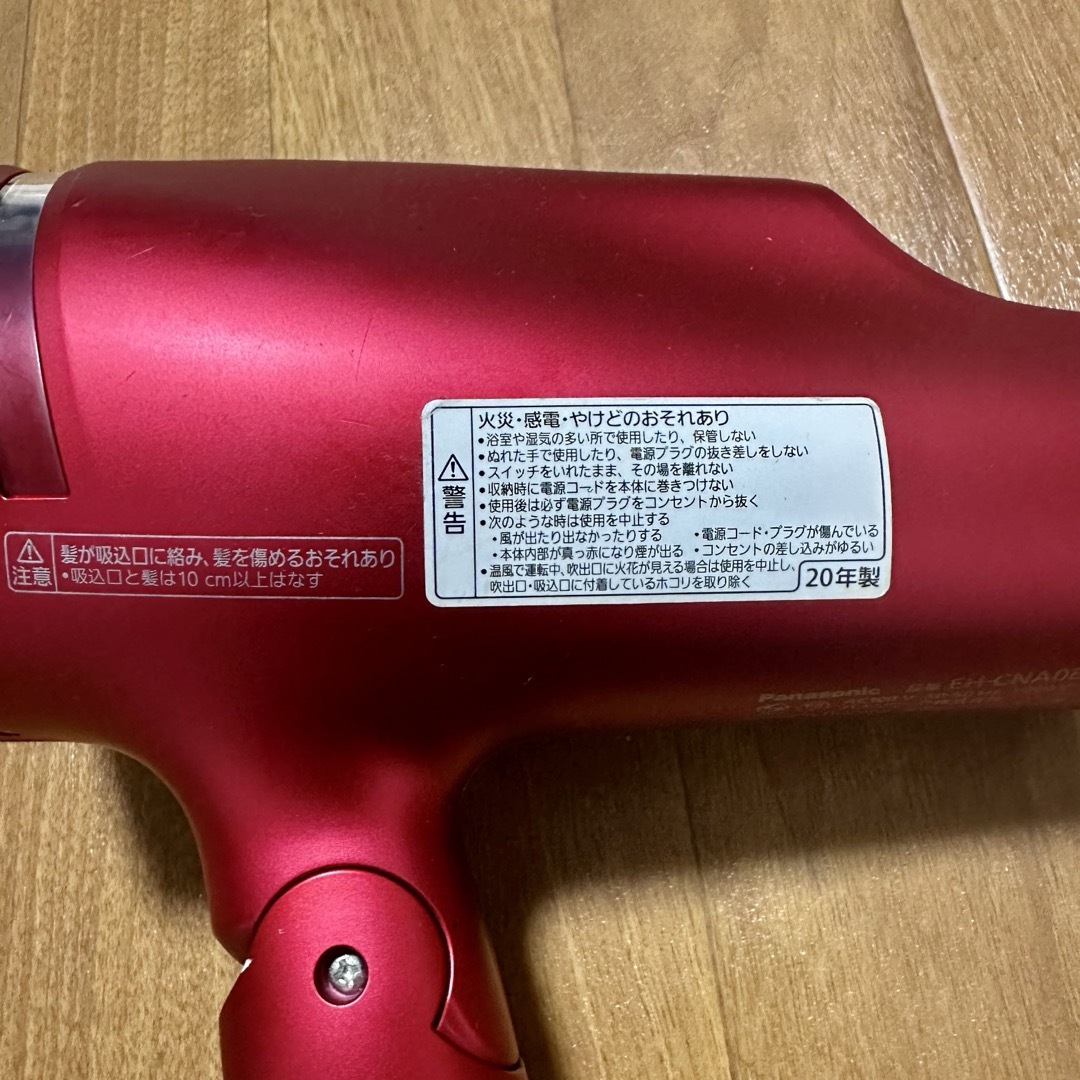 火災・感電・やけどのおそれあり
警告
•浴室や湿気の多い所で使用したり、保管しない
•ぬれた手で使用したり、電源プラグの抜き差しをしない
•スイッチをいれたまま、その場を離れない
•収納時に電源コードを本体に巻きつけない
•使用後は必ず電源プラグをコンセントから抜く
•次のような時は使用を中止する
・風が出たり出なかったりする ・電源コード・プラグが傷んでいる
・本体内部が真っ赤になり煙が出る ・コンセントの差し込みがゆるい
•温風で運転中、吹出口に火花が見える場合は使用を中止し、
吹出口・吸込口に付着しているホコリを取り除く
20年製
注意
髪が吸込口に絡み、髪を傷めるおそれあり
•吸込口と髪は10 cm以上はなす
Panasonic 品番 EH-CNA0